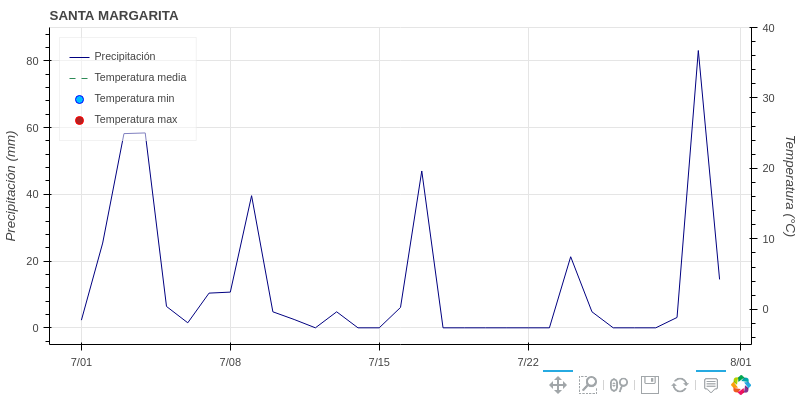 SANTA MARGARITA
Precipitación
Temperatura media
Temperatura min
Temperatura max
Precipitación (mm)
80
60
40
20
0
Temperatura (°C)
40
30
20
10
0
7/01
7/08
7/15
7/22
8/01